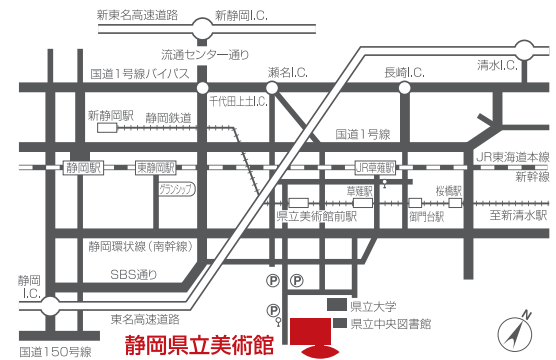 新東名高速道路
新静岡I.C.
流通センター通り
国道1号線バイパス
瀬名I.C.
長崎I.C.
清水I.C.
千代田上土I.C.
新静岡駅
静岡鉄道
国道1号線
JR東海道本線
新幹線
静岡駅
東静岡駅
JR草薙駅
グランシップ
県立美術館前駅
草薙駅
御門台駅
桜橋駅
至新清水駅
静岡環状線(南幹線)
SBS通り
静岡
I.C.
P
P
P
東名高速道路
県立大学
県立中央図書館
静岡県立美術館
国道150号線
N